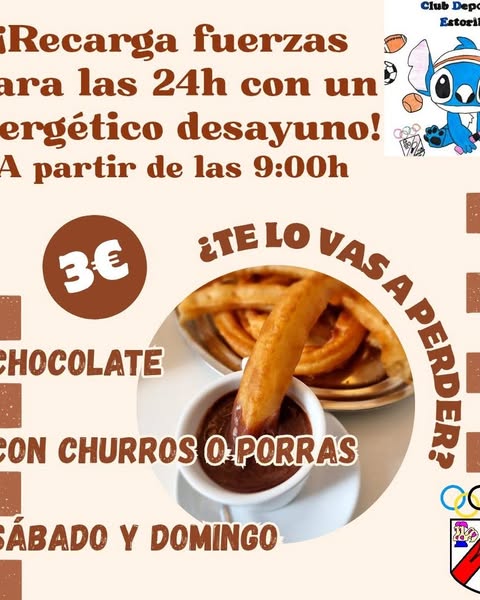 ¡Recarga fuerzas
ara las 24h con un
ergético desayuno!
A partir de las 9:00h
Club Depo
Estoril
3€
¿TE LO VAS A PERDER?
CHOCOLATE
CON CHURROS O PORRAS
SÁBADO Y DOMINGO